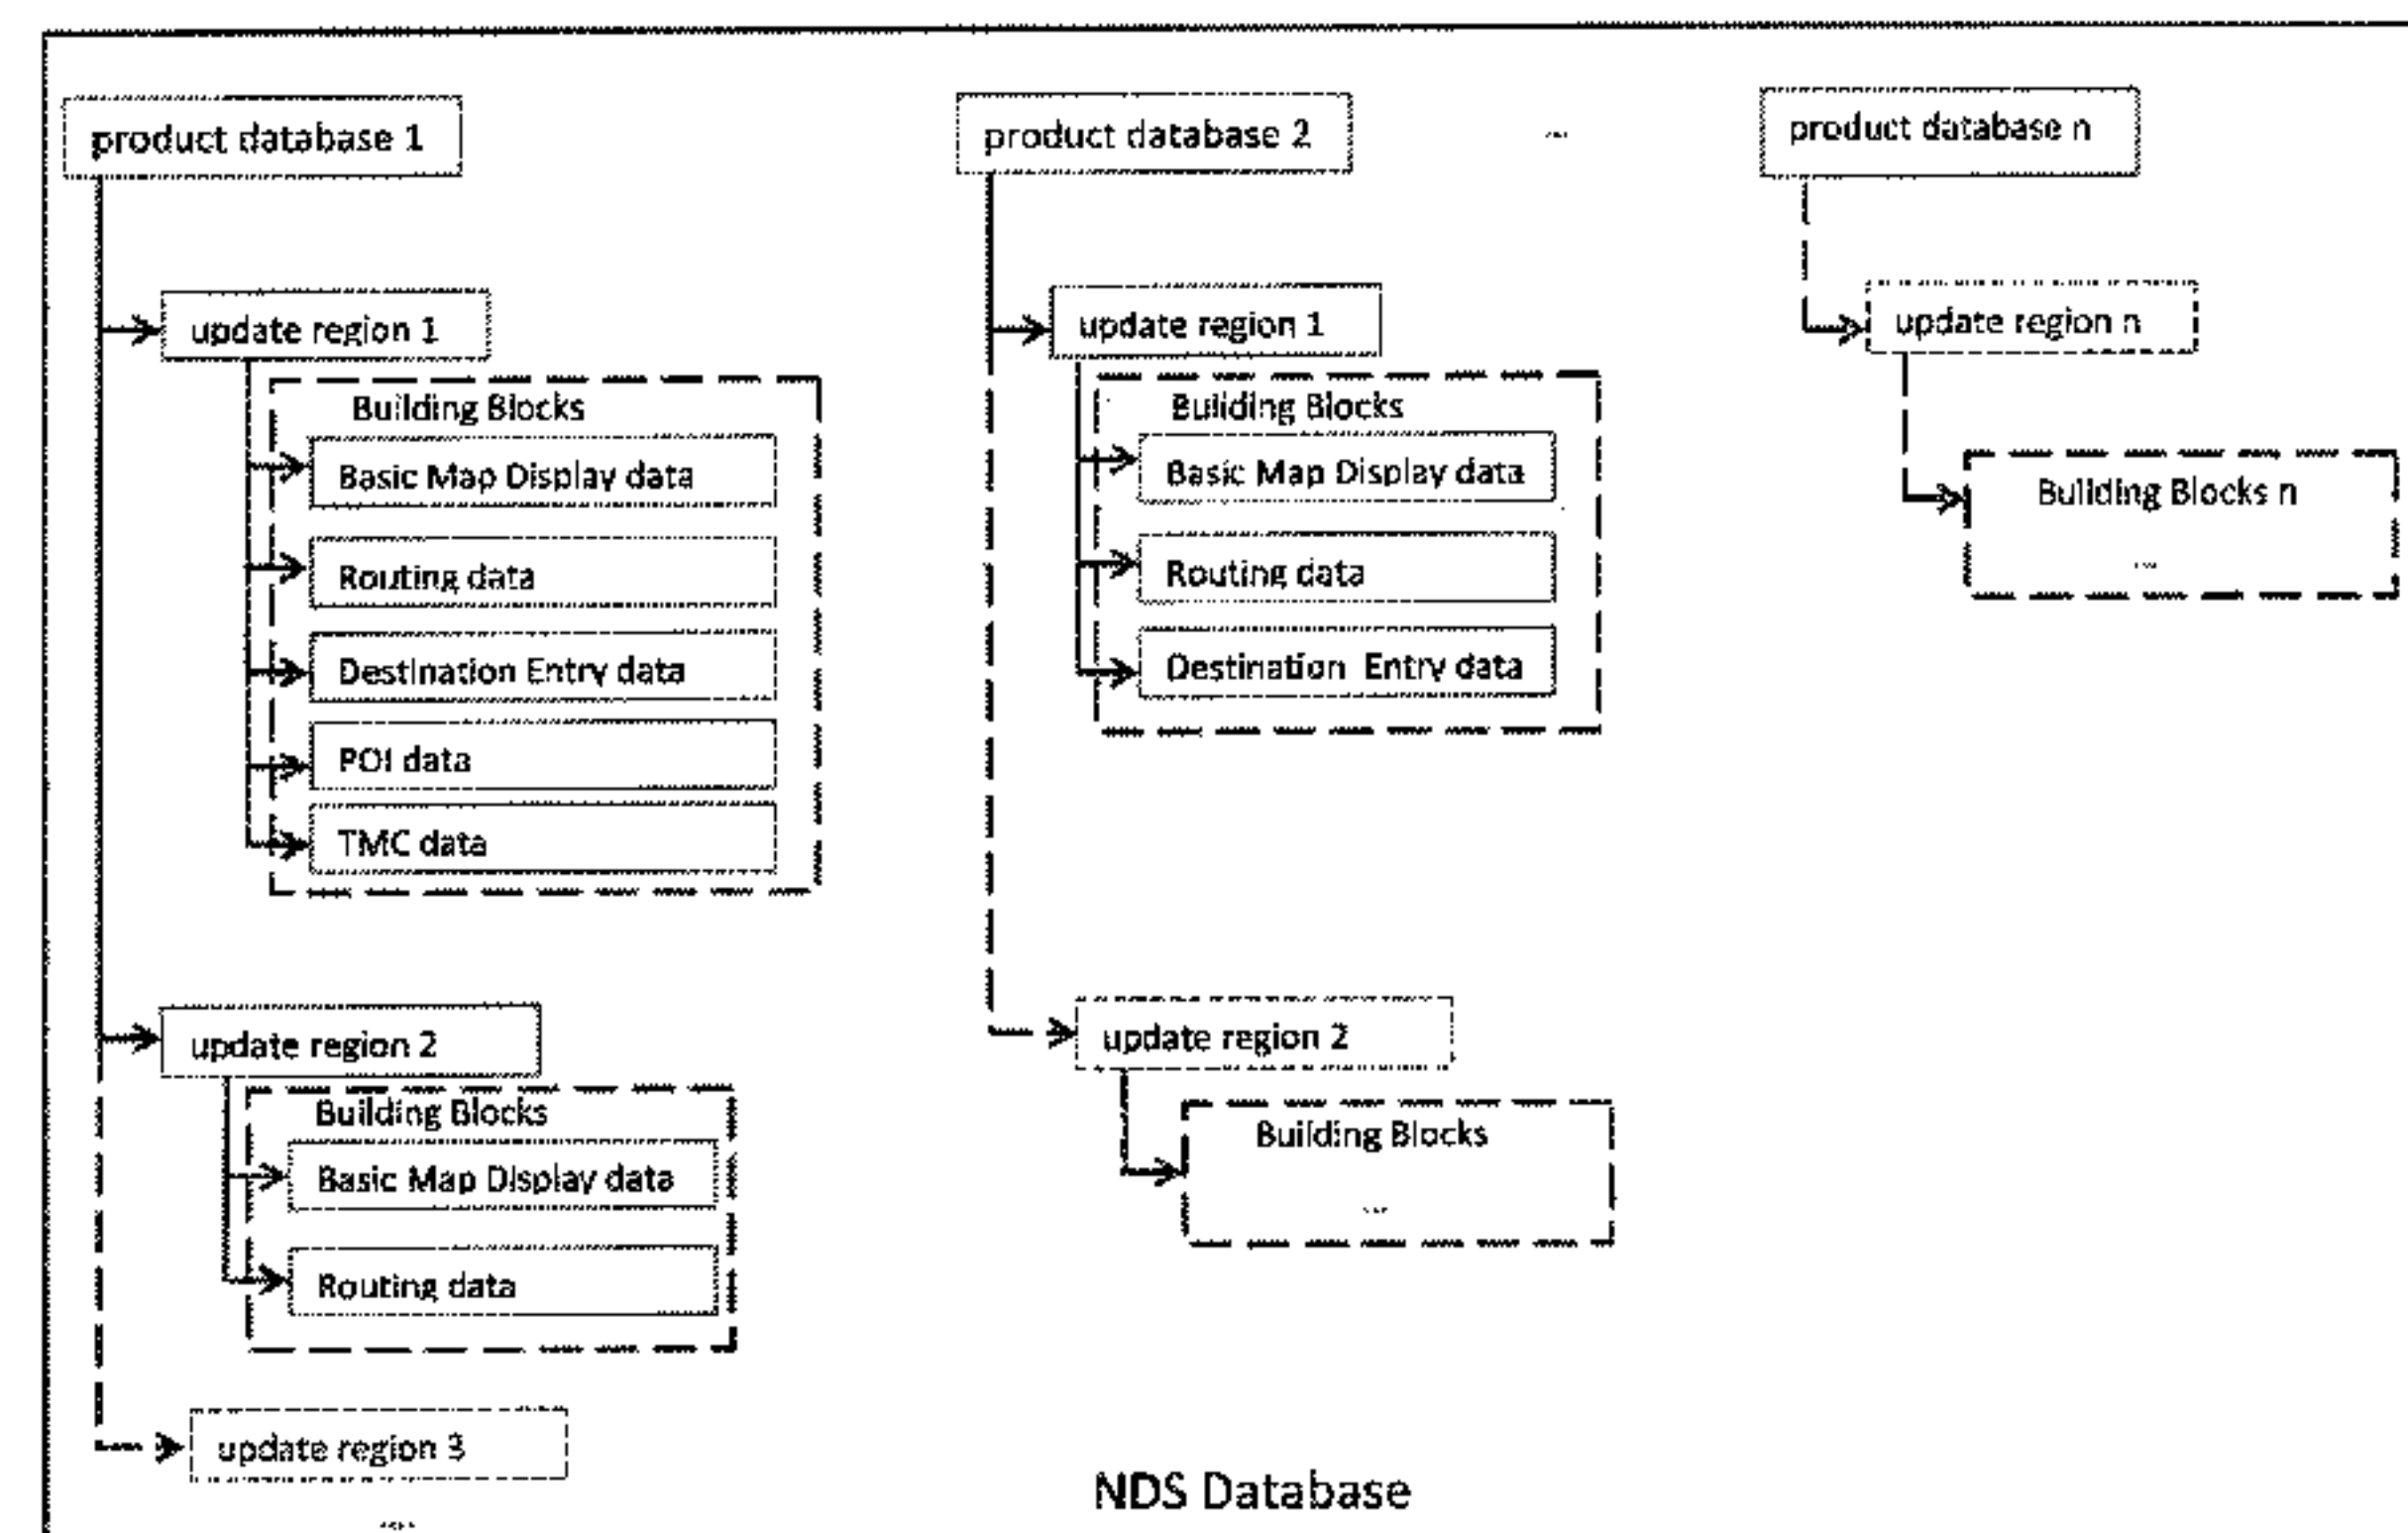 product database 1
update region 1
Building Blocks
Basic Map Display data
Routing data
Destination Entry data
POI data
TMC data
update region 2
Building Blocks
Basic Map Display data
Routing data
update region 3
...
product database 2
update region 1
Building Blocks
Basic Map Display data
Routing data
Destination Entry data
update region 2
Building Blocks
...
...
product database n
update region n
Building Blocks n
...
NDS Database